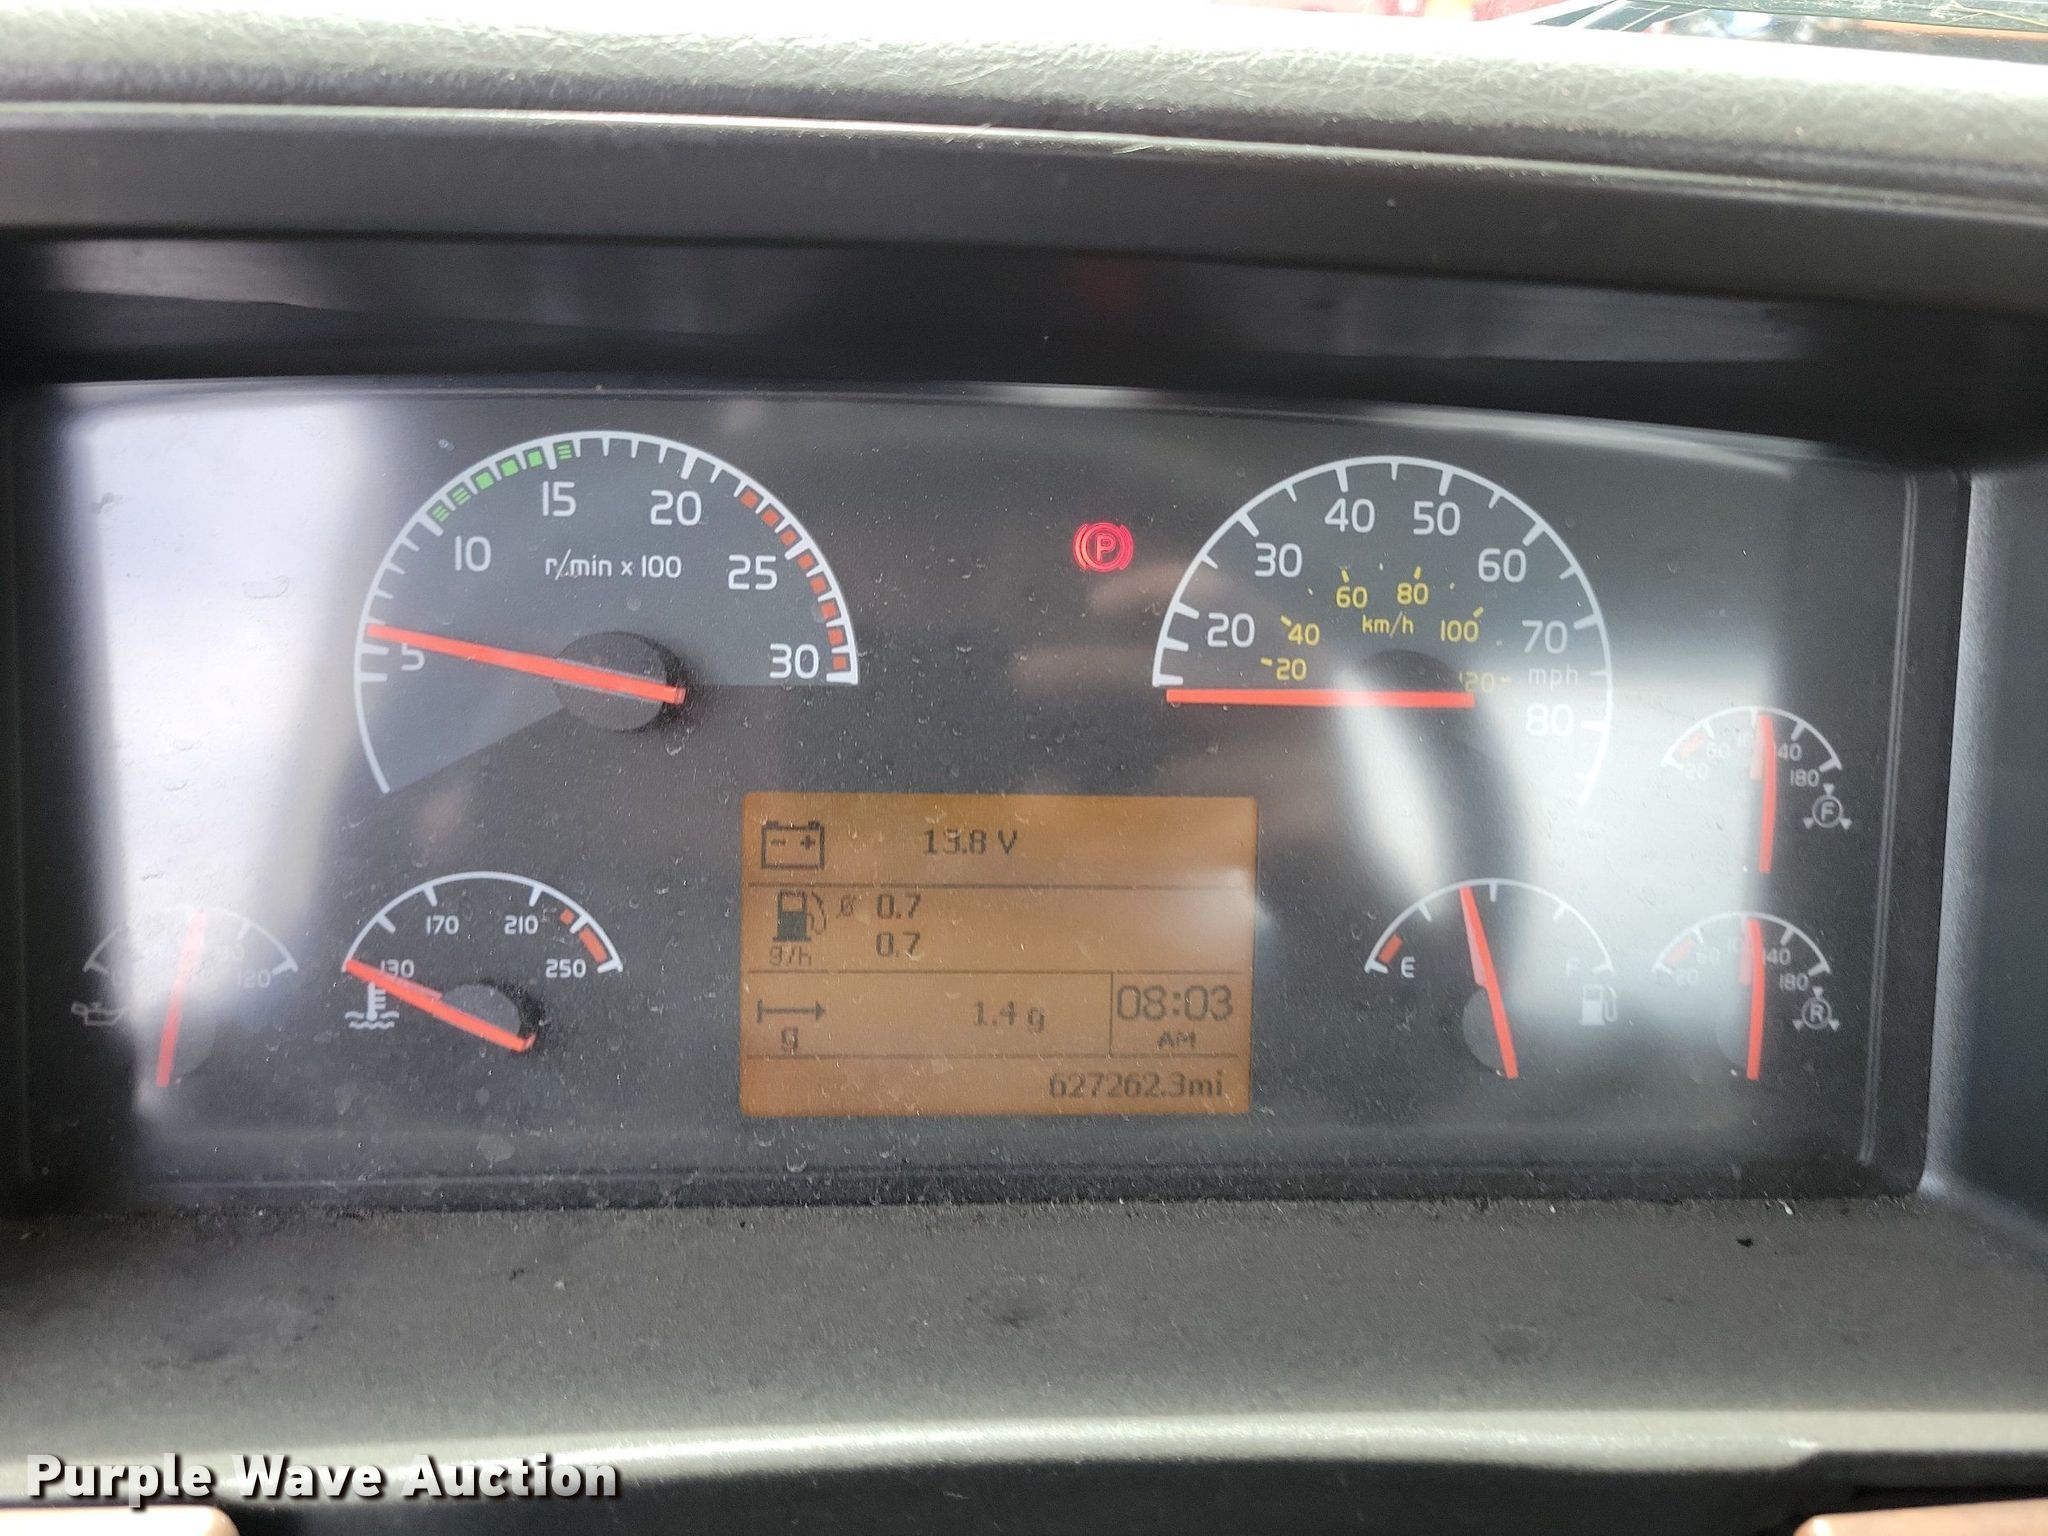 10 15 20
r/min x 100 25
5 30
P
40 50
30 60
60 80
20 40 km/h 100 70
20 mph
80
13.8 V
ø 0.7
g/h 0.7
g 1.4 g
08:03
AM
627262.3mi
170 210
130 250
120
E F
20 60 140 180
F
20 60 140 180
R
Purple Wave Auction